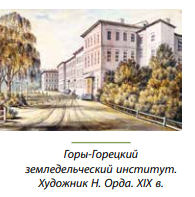 Горы-Горецкий
земледельческий институт.
Художник Н. Орда. XIX в.